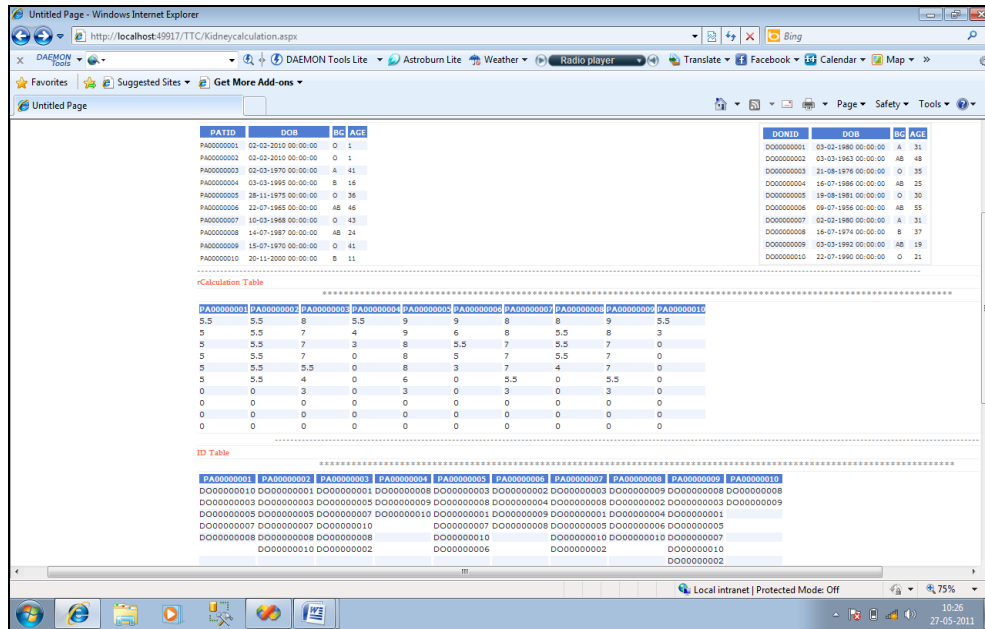 Untitled Page - Windows Internet Explorer
http://localhost:49917/TTC/Kidneycalculation.aspx Bing
x DAEMON Tools DAEMON Tools Lite Astroburn Lite Weather Radio player Translate Facebook Calendar Map »
Favorites Suggested Sites Get More Add-ons
Untitled Page Page Safety Tools
PATID DOB BG AGE
PA00000001 02-02-2010 00:00:00 O 1
PA00000002 02-02-2010 00:00:00 O 1
PA00000003 02-03-1970 00:00:00 A 41
PA00000004 03-03-1995 00:00:00 B 16
PA00000005 28-11-1975 00:00:00 O 36
PA00000006 22-07-1965 00:00:00 AB 46
PA00000007 10-03-1968 00:00:00 O 43
PA00000008 14-07-1987 00:00:00 AB 24
PA00000009 15-07-1970 00:00:00 O 41
PA00000010 20-11-2000 00:00:00 B 11
DONID DOB BG AGE
DO00000001 03-02-1980 00:00:00 A 31
DO00000002 03-03-1963 00:00:00 AB 48
DO00000003 21-08-1976 00:00:00 O 35
DO00000004 16-07-1986 00:00:00 AB 25
DO00000005 19-08-1981 00:00:00 O 30
DO00000006 09-07-1956 00:00:00 AB 55
DO00000007 02-02-1980 00:00:00 A 31
DO00000008 16-07-1974 00:00:00 B 37
DO00000009 03-03-1992 00:00:00 AB 19
DO00000010 22-07-1990 00:00:00 O 21
rCalculation Table
PA00000001 PA00000002 PA00000003 PA00000004 PA00000005 PA00000006 PA00000007 PA00000008 PA00000009 PA00000010
5.5 5.5 8 5.5 9 9 8 8 9 5.5
5 5.5 7 4 9 6 8 5.5 8 3
5 5.5 7 3 8 5.5 7 5.5 7 0
5 5.5 7 0 8 5 7 5.5 7 0
5 5.5 5.5 0 8 3 7 4 7 0
5 5.5 4 0 6 0 5.5 0 5.5 0
0 0 3 0 3 0 3 0 3 0
0 0 0 0 0 0 0 0 0 0
0 0 0 0 0 0 0 0 0 0
0 0 0 0 0 0 0 0 0 0
ID Table
PA00000001 PA00000002 PA00000003 PA00000004 PA00000005 PA00000006 PA00000007 PA00000008 PA00000009 PA00000010
DO00000010 DO00000001 DO00000001 DO00000008 DO00000003 DO00000002 DO00000003 DO00000009 DO00000008 DO00000008
DO00000003 DO00000003 DO00000005 DO00000009 DO00000008 DO00000004 DO00000008 DO00000002 DO00000003 DO00000009
DO00000005 DO00000005 DO00000007 DO00000010 DO00000001 DO00000009 DO00000001 DO00000004 DO00000001
DO00000007 DO00000007 DO00000010 DO00000007 DO00000008 DO00000005 DO00000006 DO00000005
DO00000008 DO00000008 DO00000008 DO00000010 DO00000010 DO00000010 DO00000007
DO00000010 DO00000002 DO00000006 DO00000002 DO00000010
DO00000002
Local intranet | Protected Mode: Off 75%
10:26
27-05-2011